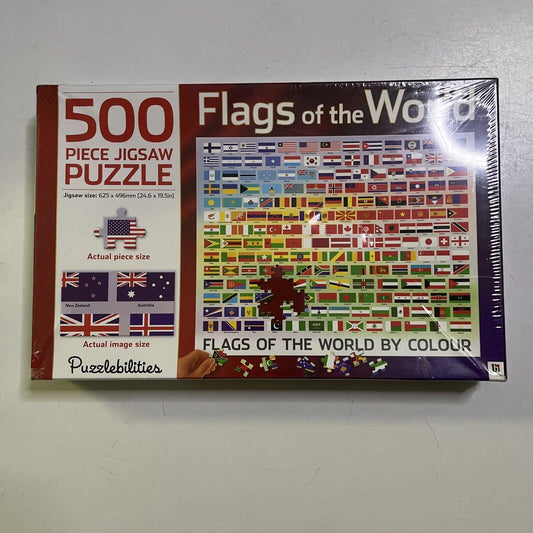 500
PIECE JIGSAW
PUZZLE
Jigsaw size: 625 x 496mm (24.6 x 19.5in)
Actual piece size
New Zealand
Australia
Actual image size
Puzzlebilities
Flags of the World
FLAGS OF THE WORLD BY COLOUR